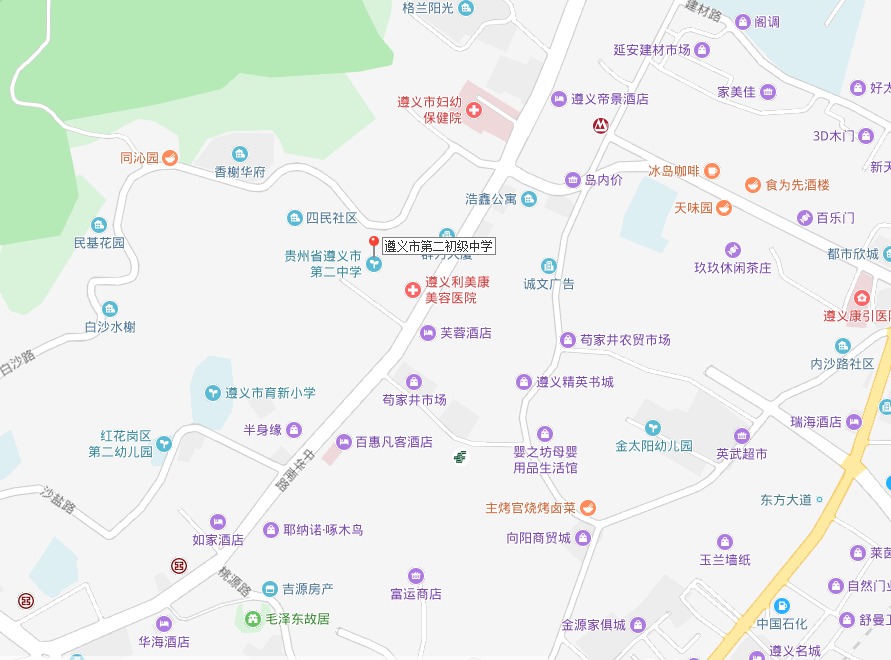 格兰阳光
建材路
阁调
延安建材市场
家美佳
好太
遵义市妇幼
保健院
遵义帝景酒店
3D木门
同沁园
香榭华府
岛内价
冰岛咖啡
新天
食为先酒楼
浩鑫公寓
天味园
四民社区
百乐门
民基花园
遵义市第二初级中学
贵州省遵义市
第二中学
玖玖休闲茶庄
都市欣城
诚文广告
遵义利美康
美容医院
白沙水榭
遵义康引医院
芙蓉酒店
荀家井农贸市场
白沙路
内沙路社区
遵义市育新小学
荀家井市场
遵义精英书城
半身缘
红花岗区
第二幼儿园
百惠凡客酒店
婴之坊母婴
用品生活馆
金太阳幼儿园
英武超市
瑞海酒店
中华南路
沙盐路
主烤官烧烤卤菜
东方大道
如家酒店
耶纳诺·啄木鸟
向阳商贸城
玉兰墙纸
莱茵
桃源路
吉源房产
富运商店
自然门业
毛泽东故居
金源家俱城
中国石化
舒曼工
华海酒店
遵义名城